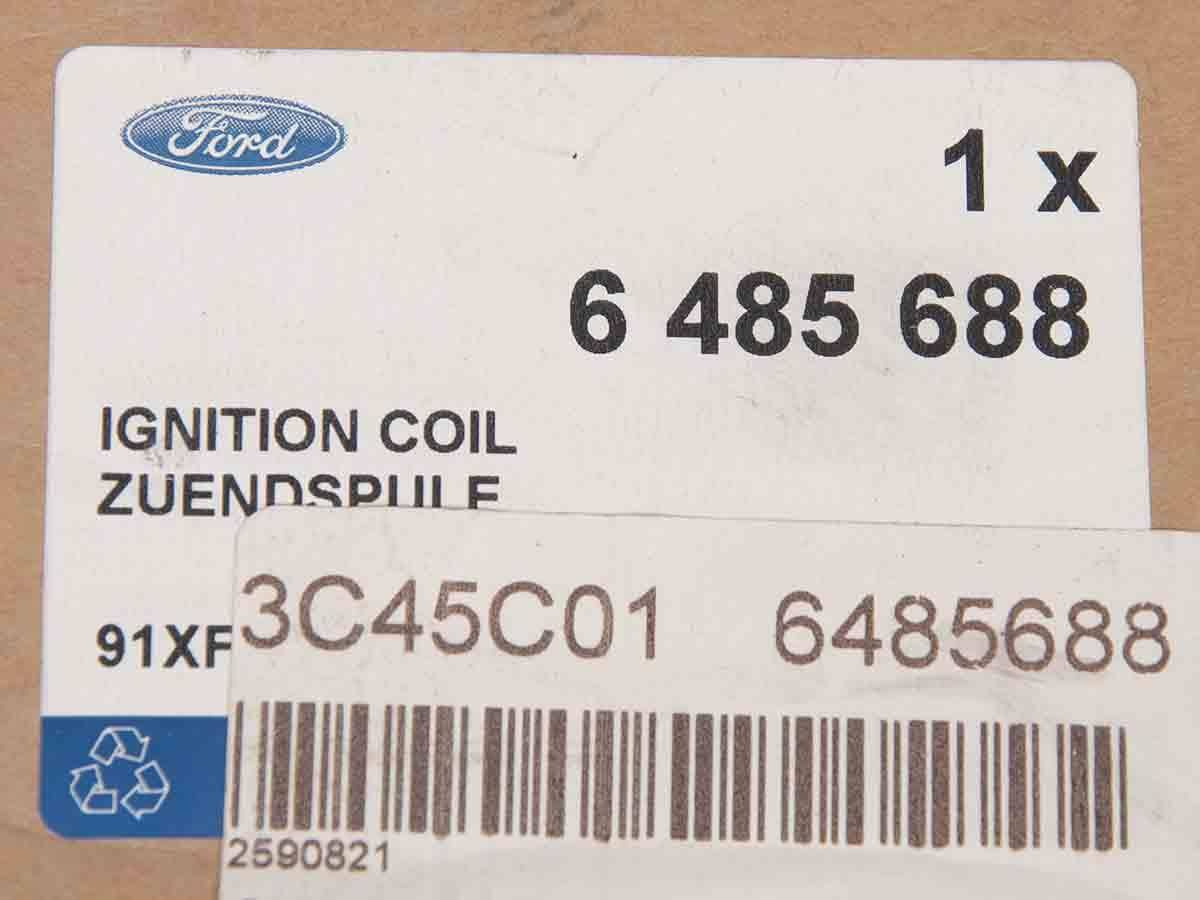 Ford
1 x
6 485 688
IGNITION COIL
ZUENDSPULE
91XF
3C45C01 6485688
2590821